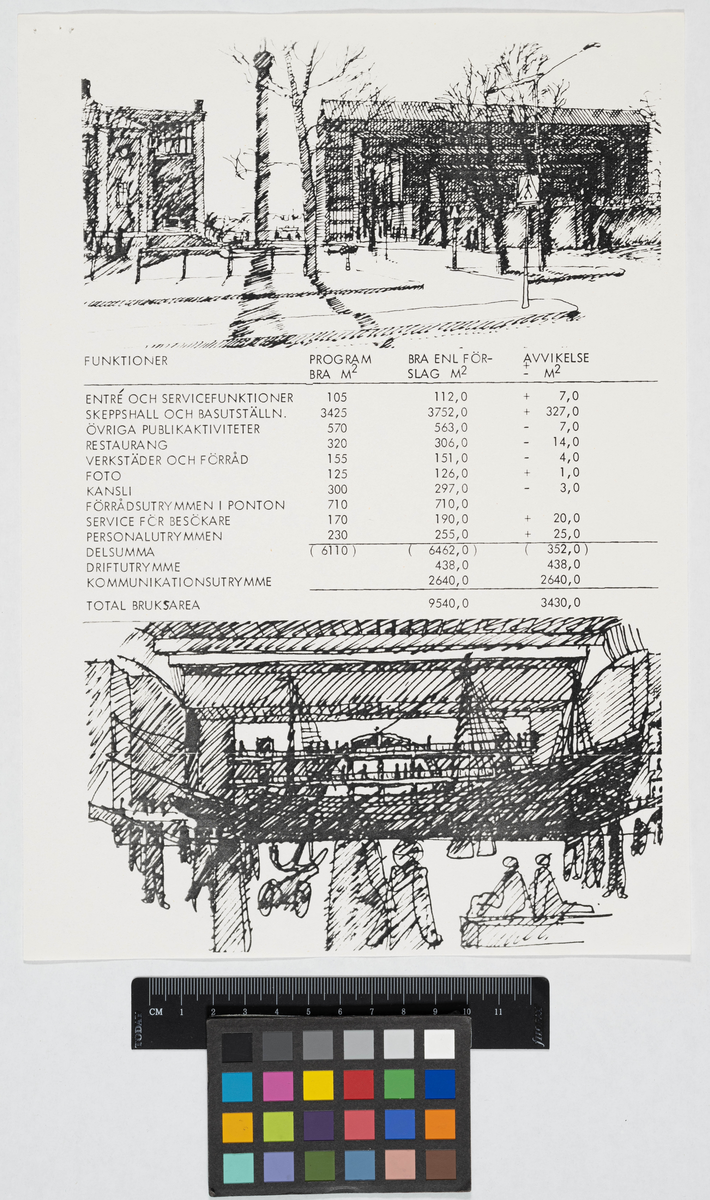 FUNKTIONER PROGRAM BRA ENL FÖR- AVVIKELSE
BRA M² SLAG M² ± M²
ENTRÉ OCH SERVICEFUNKTIONER 105 112,0 + 7,0
SKEPPSHALL OCH BASUTSTÄLLN. 3425 3752,0 + 327,0
ÖVRIGA PUBLIKAKTIVITETER 570 563,0 - 7,0
RESTAURANG 320 306,0 - 14,0
VERKSTÄDER OCH FÖRRÅD 155 151,0 - 4,0
FOTO 125 126,0 + 1,0
KANSLI 300 297,0 - 3,0
FÖRRÅDSUTRYMMEN I PONTON 710 710,0
SERVICE FÖR BESÖKARE 170 190,0 + 20,0
PERSONALUTRYMMEN 230 255,0 + 25,0
DELSUMMA ( 6110 ) ( 6462,0 ) ( 352,0 )
DRIFTUTRYMME 438,0 438,0
KOMMUNIKATIONSUTRYMME 2640,0 2640,0
TOTAL BRUKSAREA 9540,0 3430,0
CM 1 2 3 4 5 6 7 8 9 10 11
TODAY